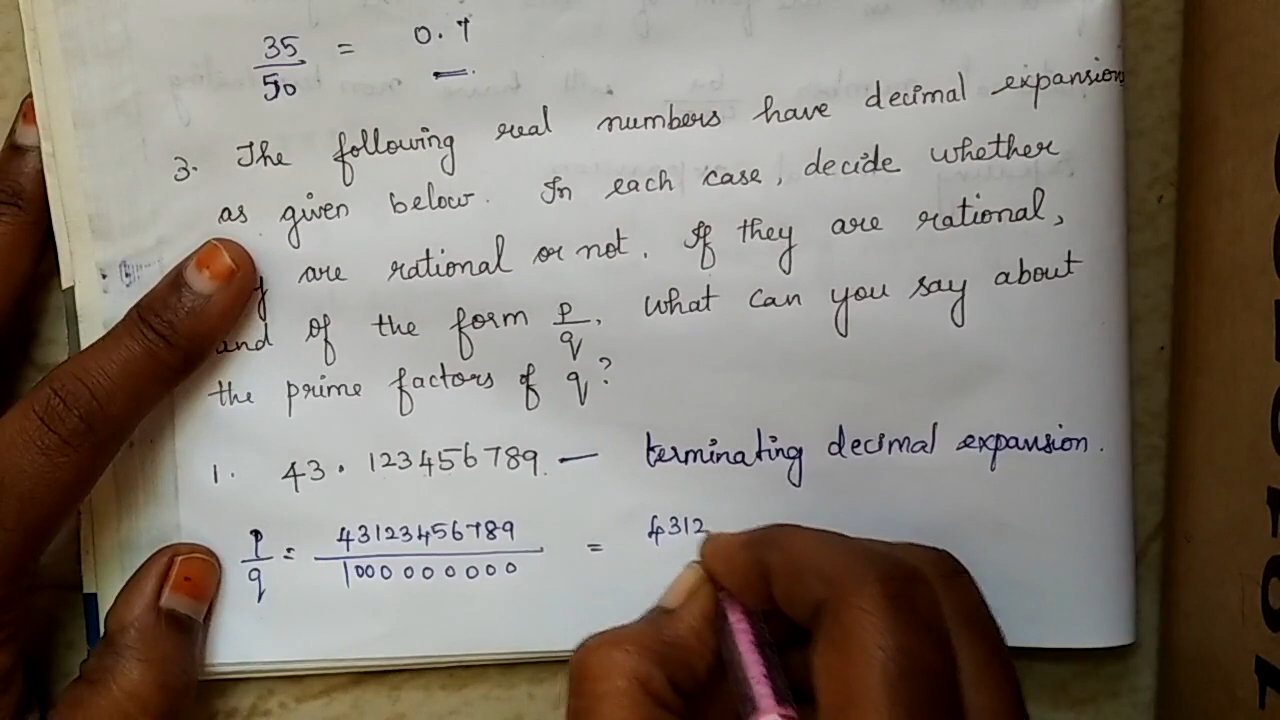 35/50 = 0.7
3. The following real numbers have decimal expansion
as given below. In each case, decide whether
are rational or not. If they are rational,
and of the form p/q. What can you say about
the prime factors of q?
1. 43.123456789 — terminating decimal expansion.
p/q = 43123456789/1000000000 = 4312